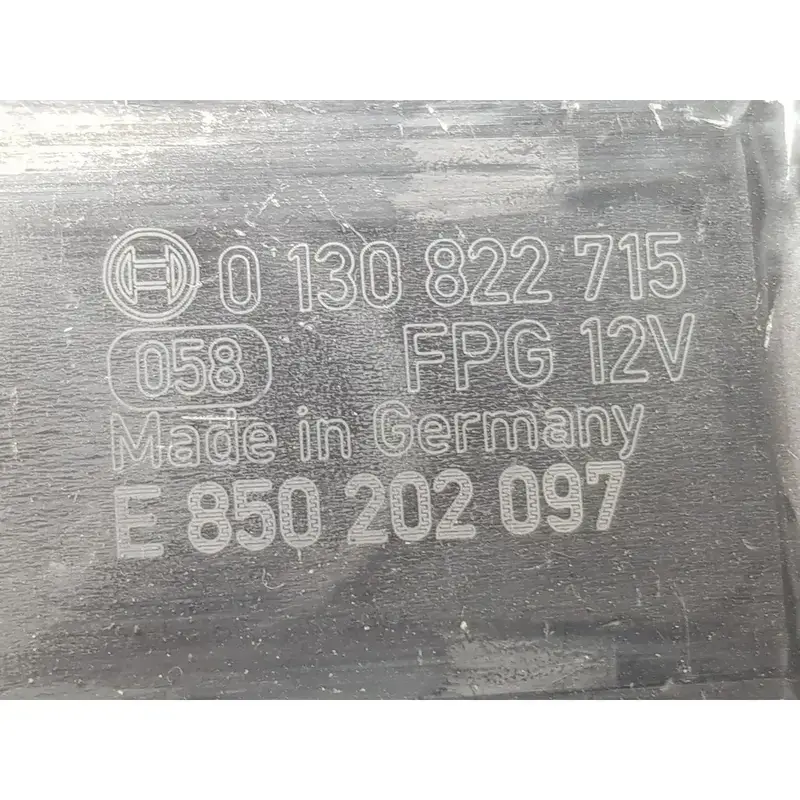 0 130 822 715
058 FPG 12V
Made in Germany
E 850 202 097